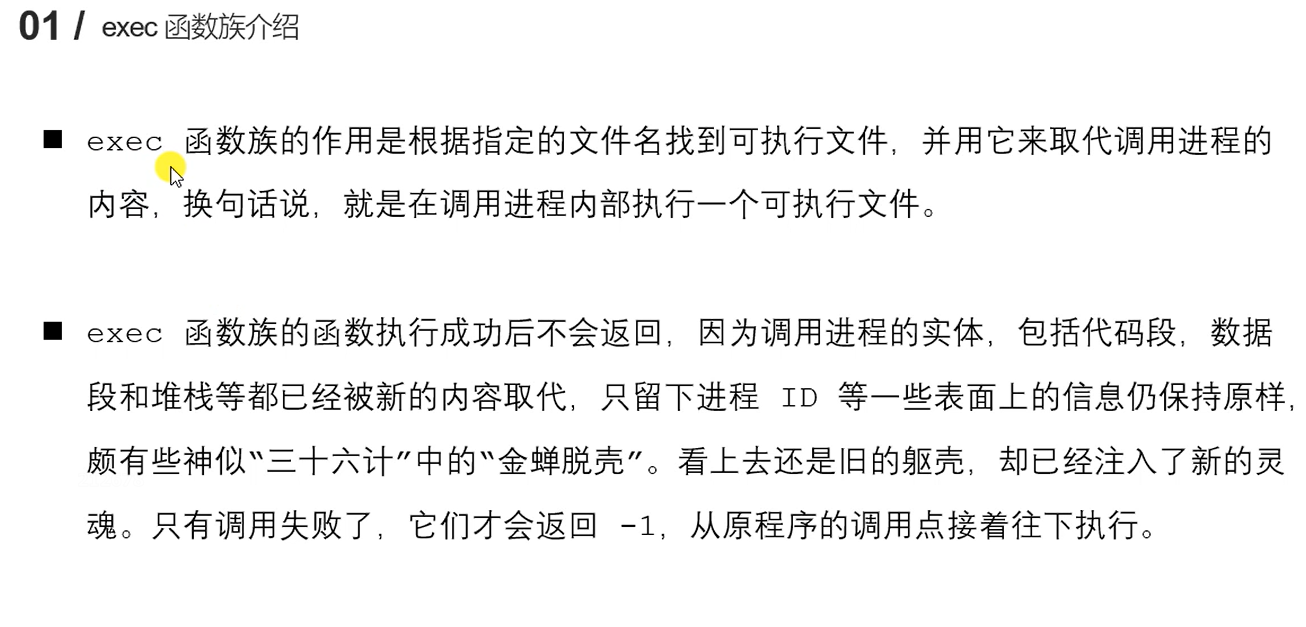 01 / exec 函数族介绍
■ exec 函数族的作用是根据指定的文件名找到可执行文件，并用它来取代调用进程的
内容，换句话说，就是在调用进程内部执行一个可执行文件。
■ exec 函数族的函数执行成功后不会返回，因为调用进程的实体，包括代码段，数据
段和堆栈等都已经被新的内容取代，只留下进程 ID 等一些表面上的信息仍保持原样，
颇有些神似“三十六计”中的“金蝉脱壳”。看上去还是旧的躯壳，却已经注入了新的灵
魂。只有调用失败了，它们才会返回 -1，从原程序的调用点接着往下执行。